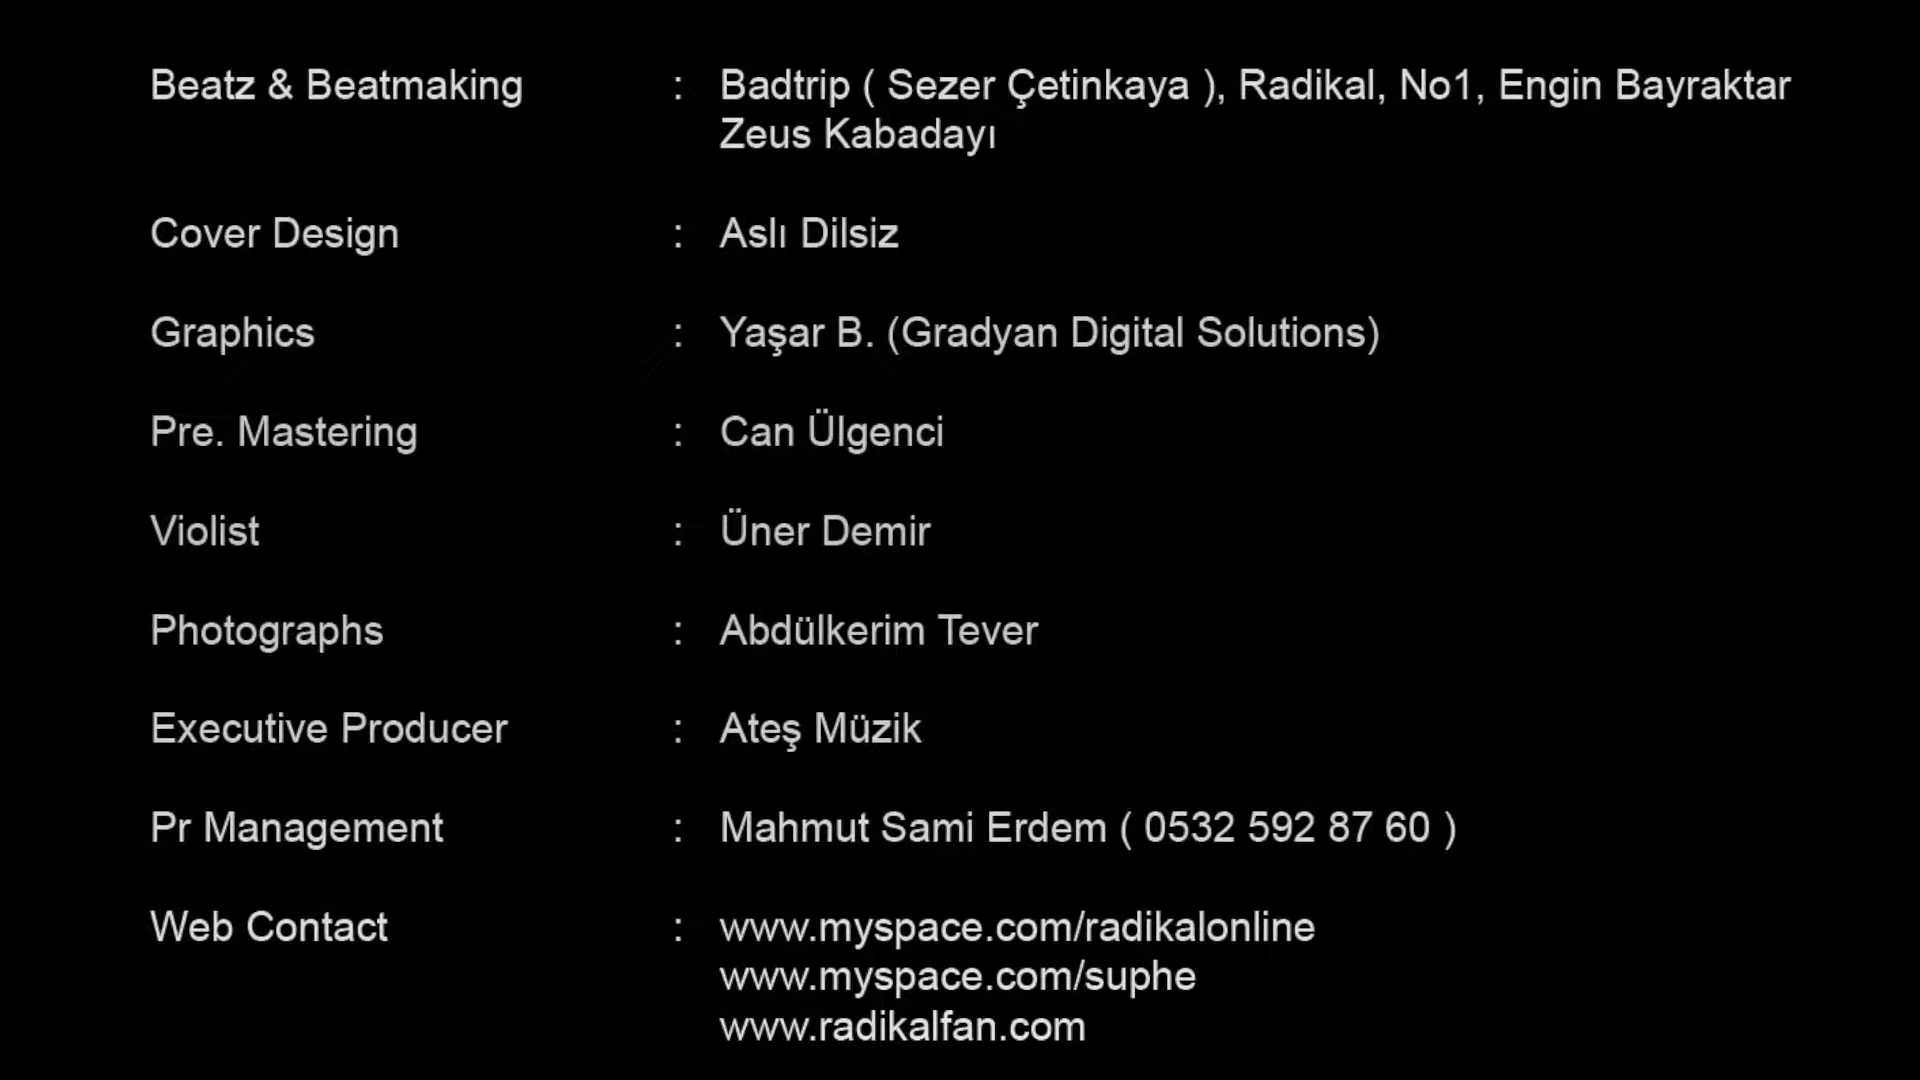 Beatz & Beatmaking : Badtrip ( Sezer Çetinkaya ), Radikal, No1, Engin Bayraktar
Zeus Kabadayı
Cover Design : Aslı Dilsiz
Graphics : Yaşar B. (Gradyan Digital Solutions)
Pre. Mastering : Can Ülgenci
Violist : Üner Demir
Photographs : Abdülkerim Tever
Executive Producer : Ateş Müzik
Pr Management : Mahmut Sami Erdem ( 0532 592 87 60 )
Web Contact : www.myspace.com/radikalonline
www.myspace.com/suphe
www.radikalfan.com